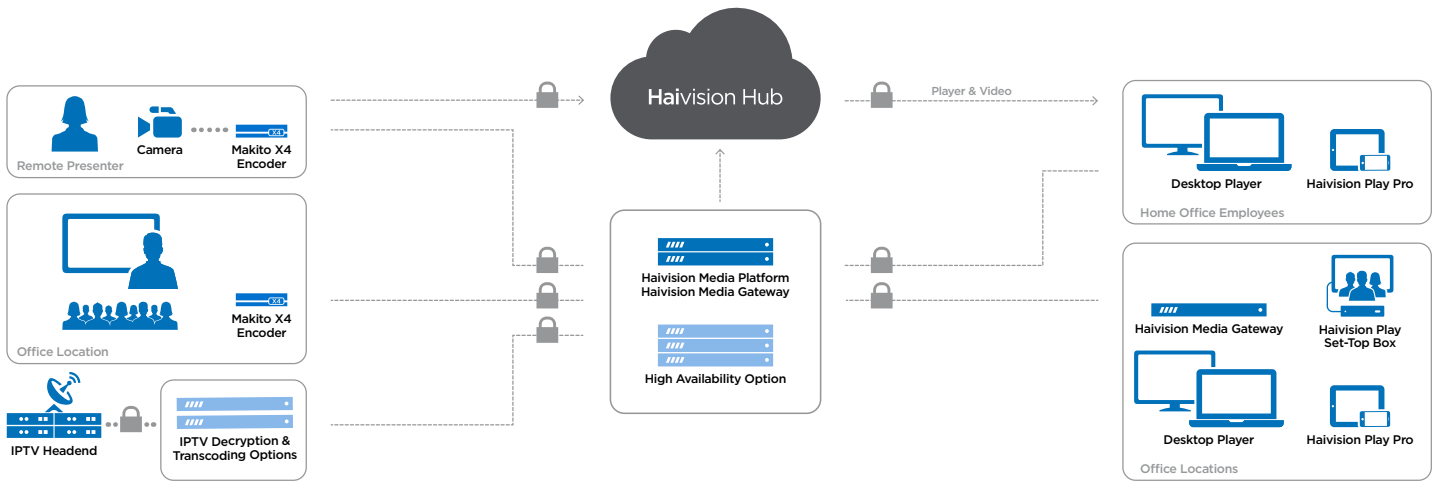 Camera
X4
Makito X4
Encoder
Remote Presenter
X4
Makito X4
Encoder
Office Location
IPTV Headend
IPTV Decryption &
Transcoding Options
Haivision Hub
Haivision Media Platform
Haivision Media Gateway
High Availability Option
Player & Video
Desktop Player
Haivision Play Pro
Home Office Employees
Haivision Media Gateway
Haivision Play
Set-Top Box
Desktop Player
Haivision Play Pro
Office Locations